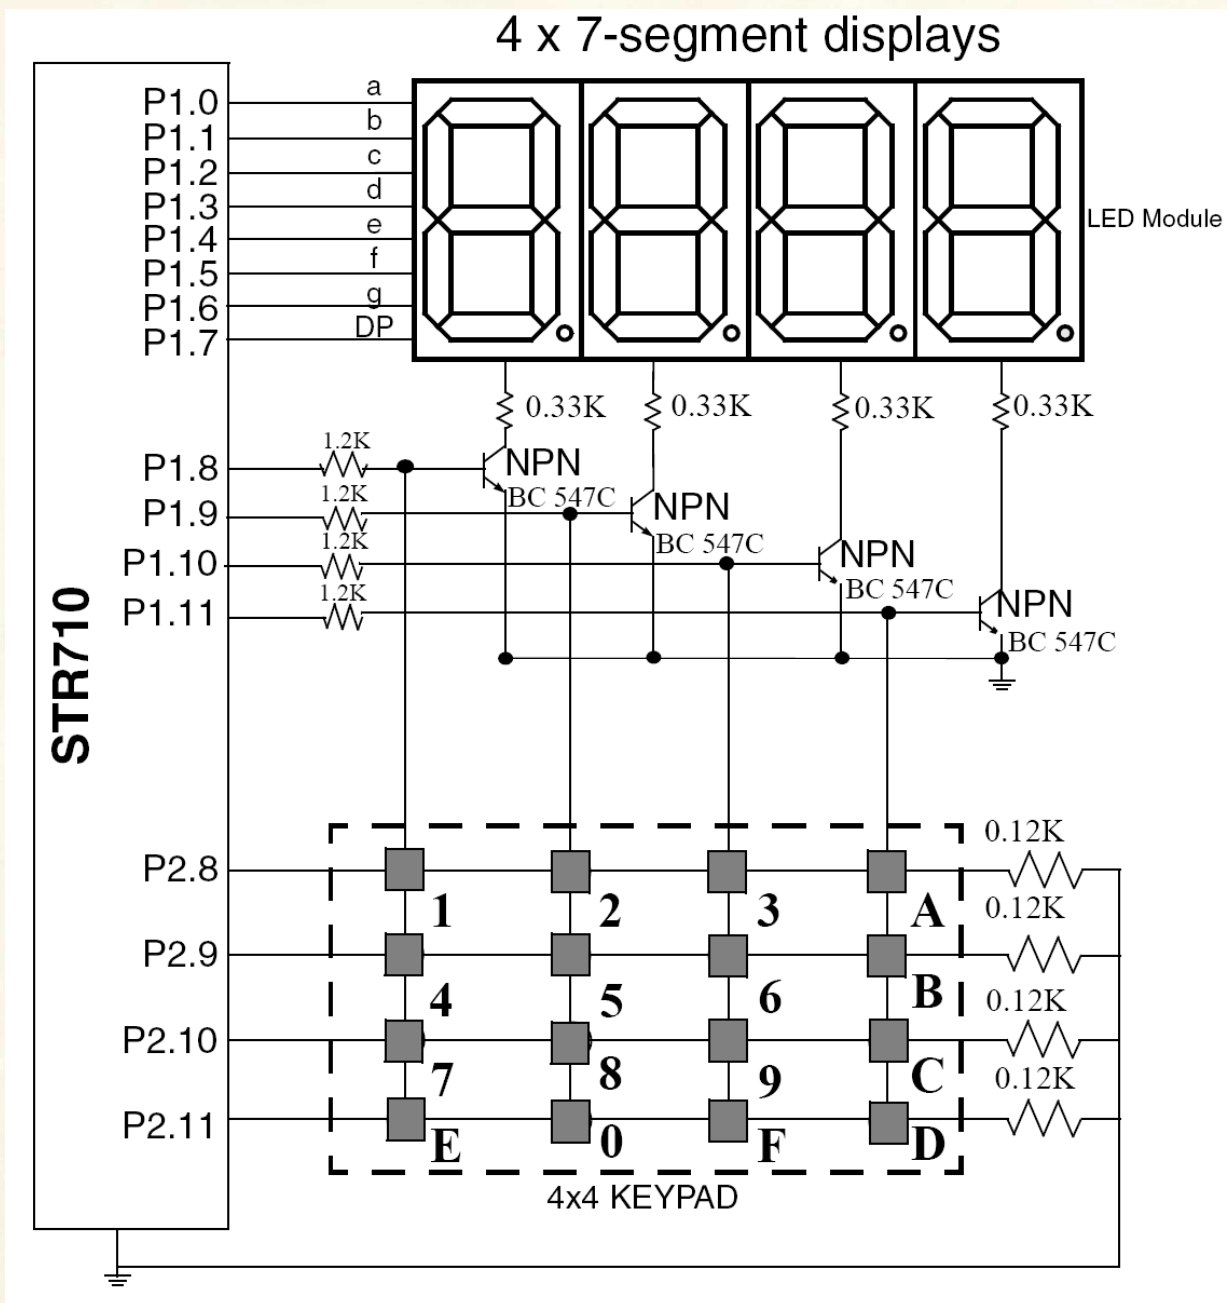 4 x 7-segment displays
P1.0 a
P1.1 b
P1.2 c
P1.3 d
P1.4 e
P1.5 f
P1.6 g
P1.7 DP
LED Module
0.33K 0.33K 0.33K 0.33K
P1.8 1.2K NPN
BC 547C
P1.9 1.2K NPN
BC 547C
P1.10 1.2K NPN
BC 547C
P1.11 1.2K NPN
BC 547C
STR710
P2.8 0.12K
1 2 3 A
P2.9 0.12K
4 5 6 B
P2.10 0.12K
7 8 9 C
P2.11 0.12K
E 0 F D
4x4 KEYPAD